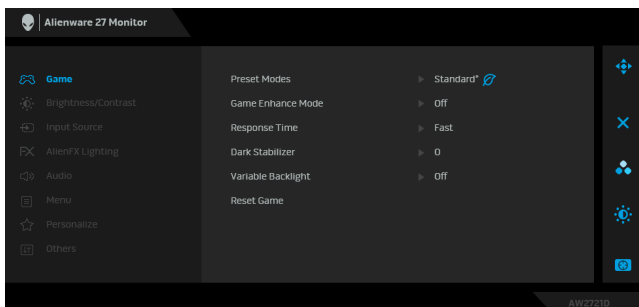 Alienware 27 Monitor
Game
Preset Modes Standard*
Brightness/Contrast
Game Enhance Mode Off
Input Source
Response Time Fast
FX AlienFX Lighting
Dark Stabilizer 0
Audio
Variable Backlight Off
Menu
Reset Game
Personalize
Others
AW2721D